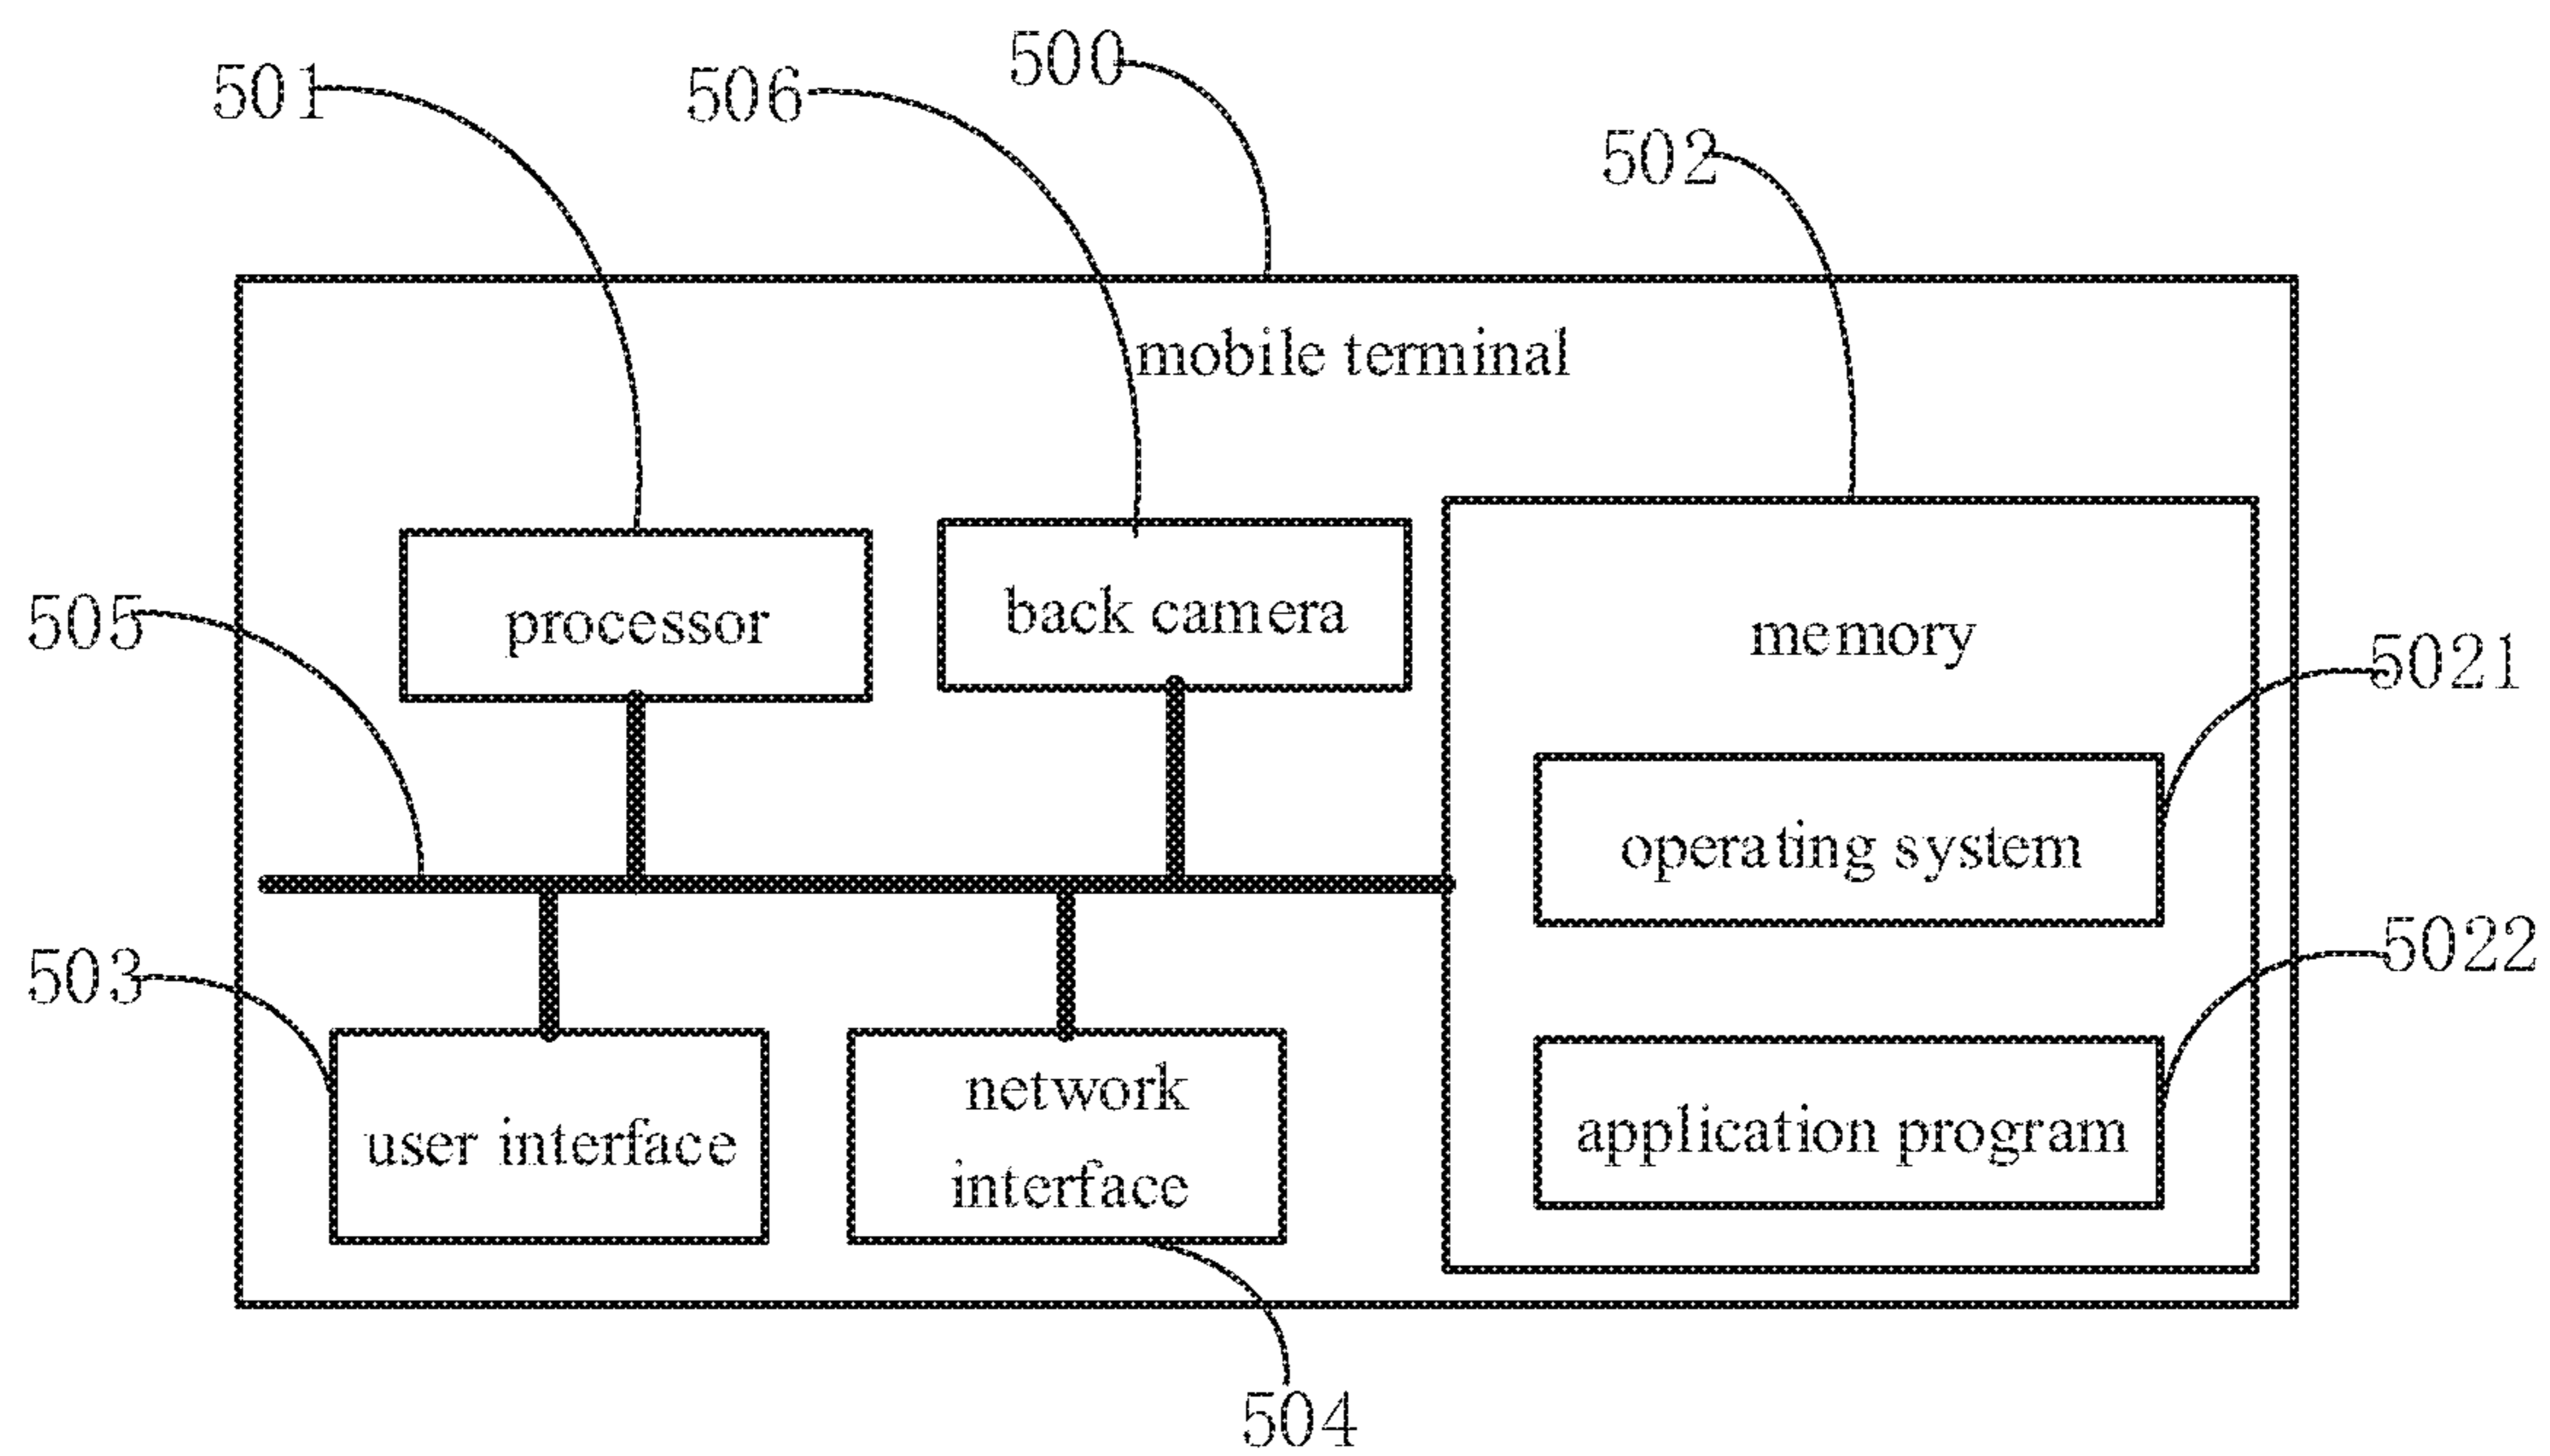 500
501
506
502
mobile terminal
processor
back camera
memory
505
5021
operating system
503
5022
user interface
network
interface
application program
504